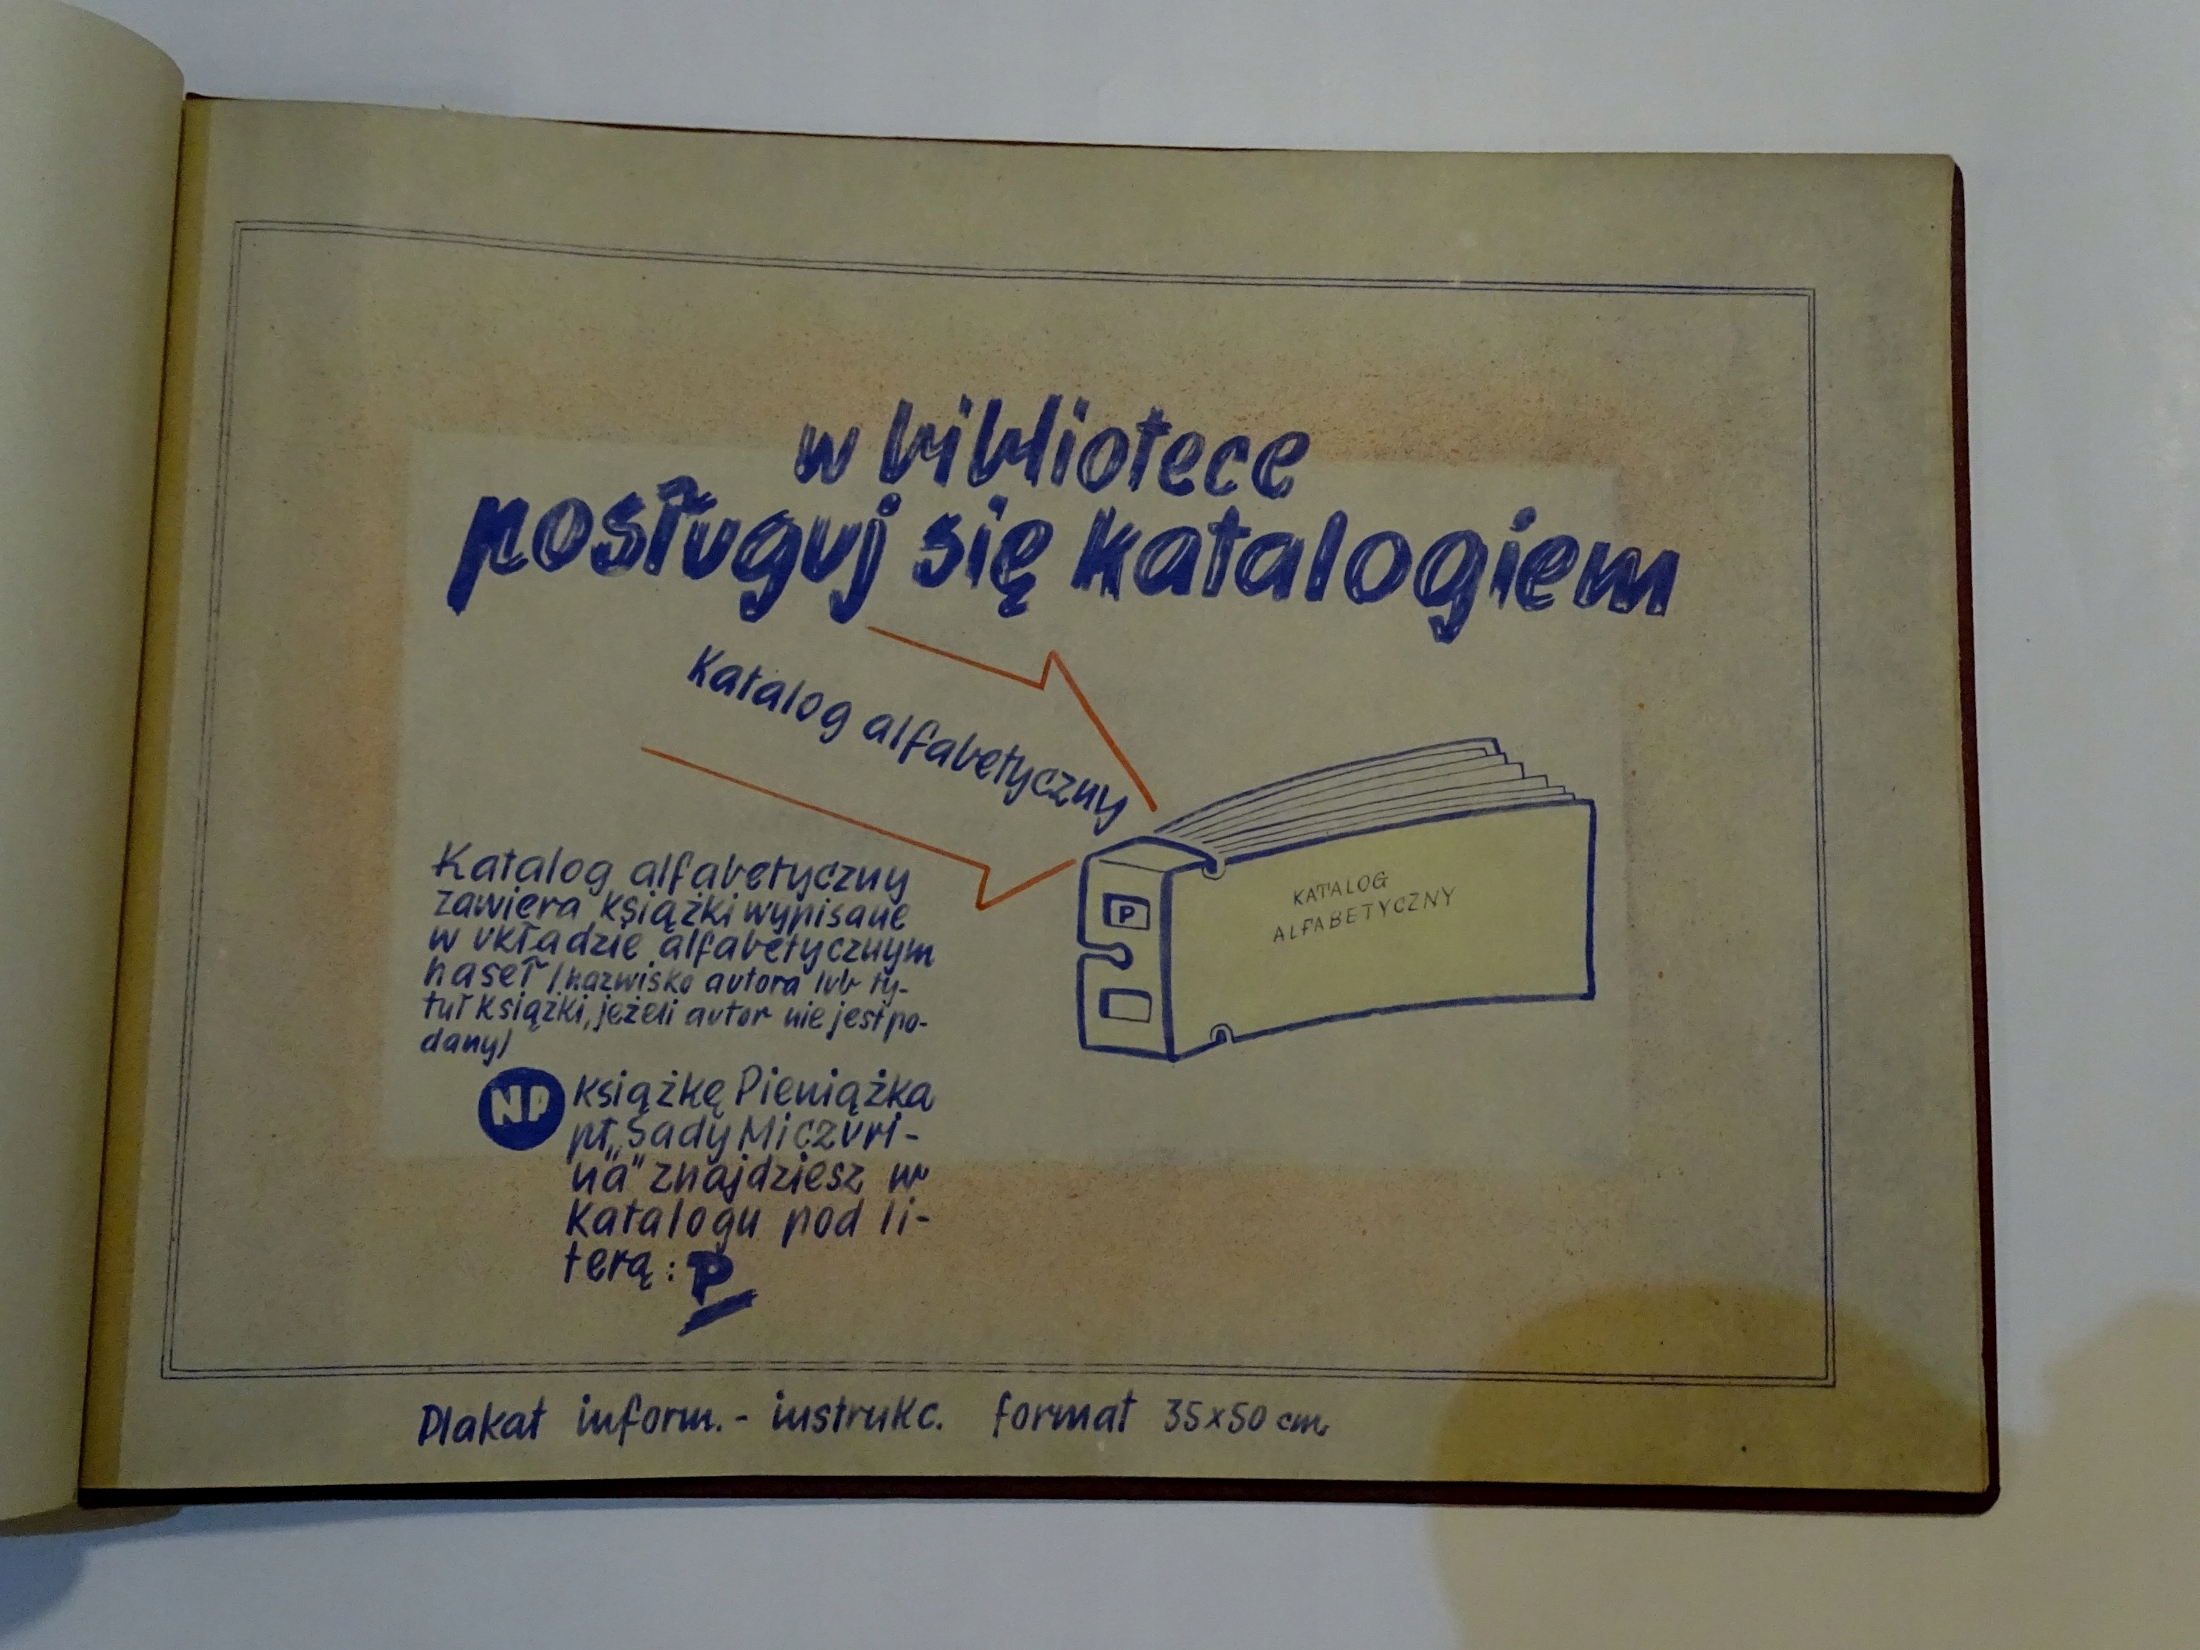 w bibliotece
posługuj się katalogiem
Katalog alfabetyczny
KATALOG
ALFABETYCZNY
P
Katalog alfabetyczny
zawiera książki wypisane
w układzie alfabetycznym
haseł /nazwisko autora lub ty-
tuł książki, jeżeli autor nie jest po-
dany/
NP książkę Pieniążka
pt. „Sady Miczuri-
na" znajdziesz w
katalogu pod li-
terą: P
Plakat inform. - instrukc. format 35x50 cm.